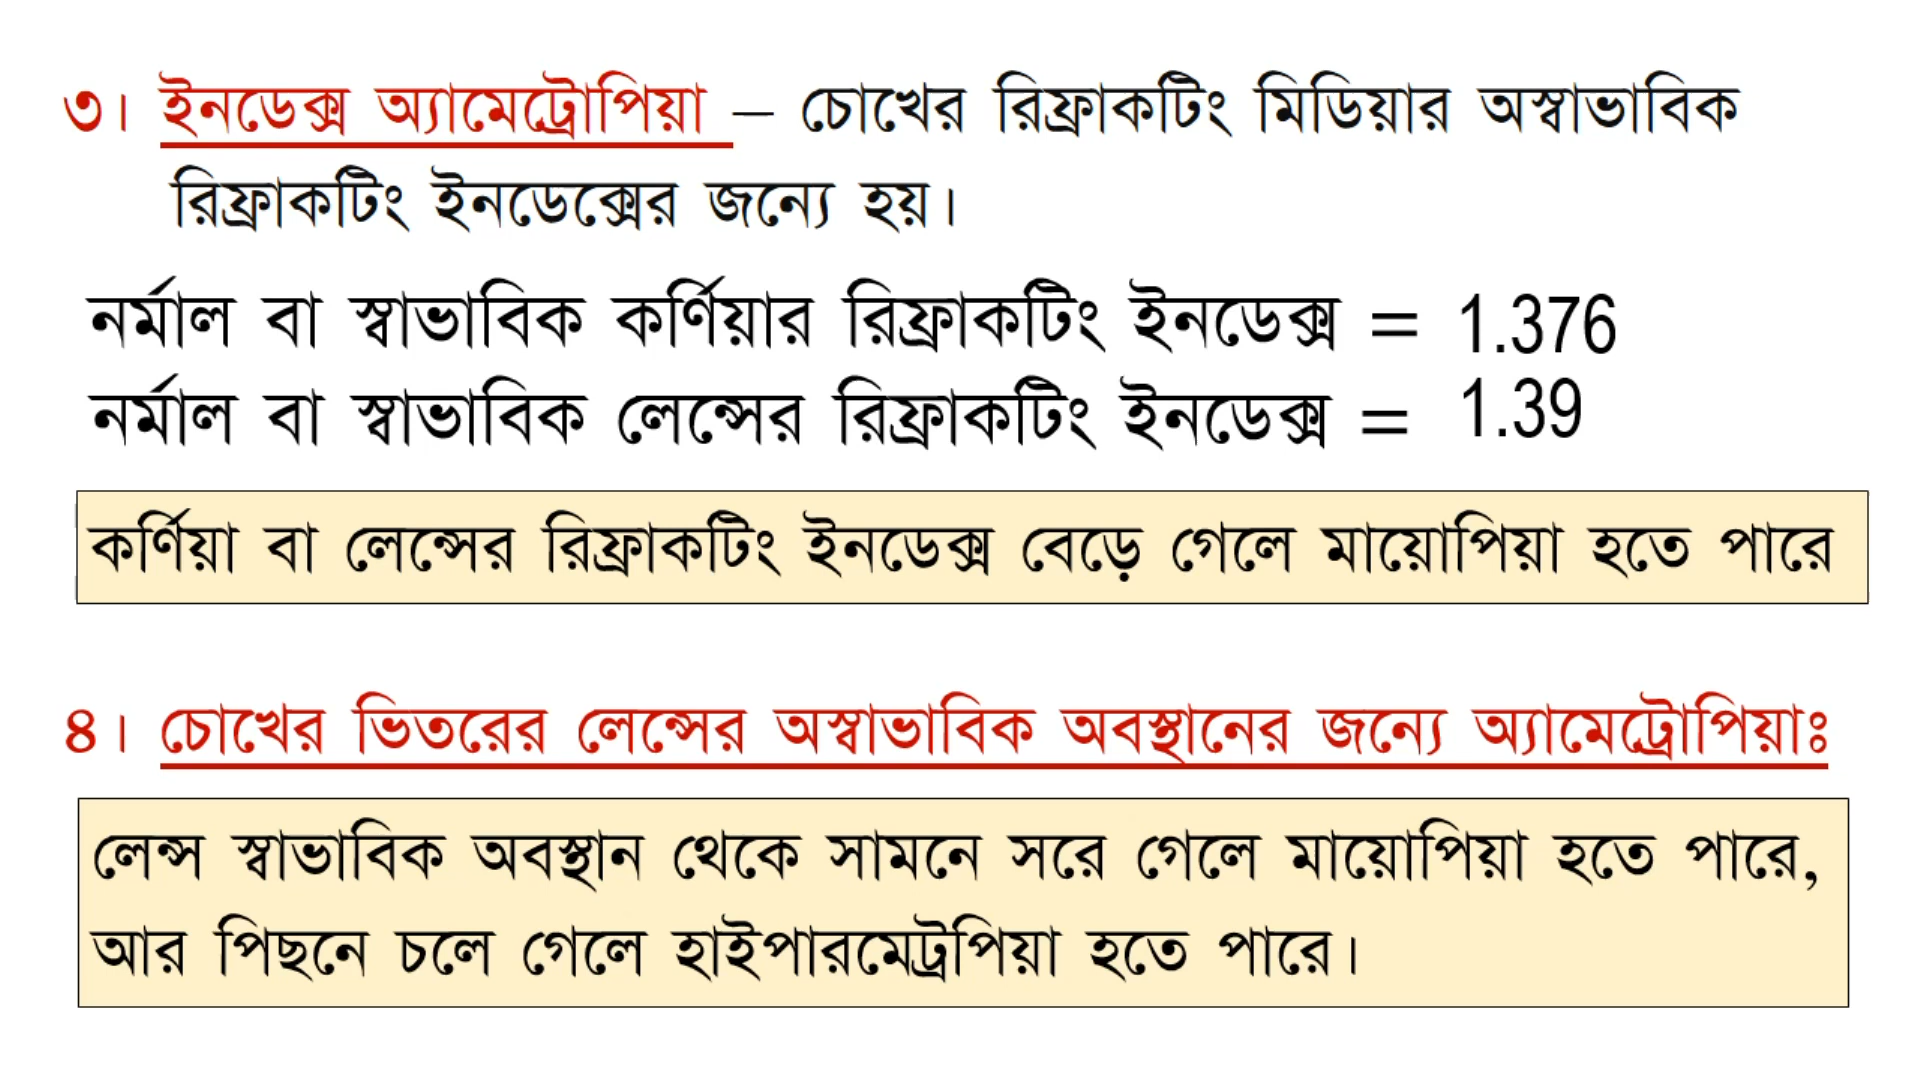 ৩। ইনডেক্স অ্যামেট্রোপিয়া – চোখের রিফ্রাকটিং মিডিয়ার অস্বাভাবিক
রিফ্রাকটিং ইনডেক্সের জন্যে হয়।
নর্মাল বা স্বাভাবিক কর্ণিয়ার রিফ্রাকটিং ইনডেক্স = 1.376
নর্মাল বা স্বাভাবিক লেন্সের রিফ্রাকটিং ইনডেক্স = 1.39
কর্ণিয়া বা লেন্সের রিফ্রাকটিং ইনডেক্স বেড়ে গেলে মায়োপিয়া হতে পারে
৪। চোখের ভিতরের লেন্সের অস্বাভাবিক অবস্থানের জন্যে অ্যামেট্রোপিয়াঃ
লেন্স স্বাভাবিক অবস্থান থেকে সামনে সরে গেলে মায়োপিয়া হতে পারে,
আর পিছনে চলে গেলে হাইপারমেট্রপিয়া হতে পারে।